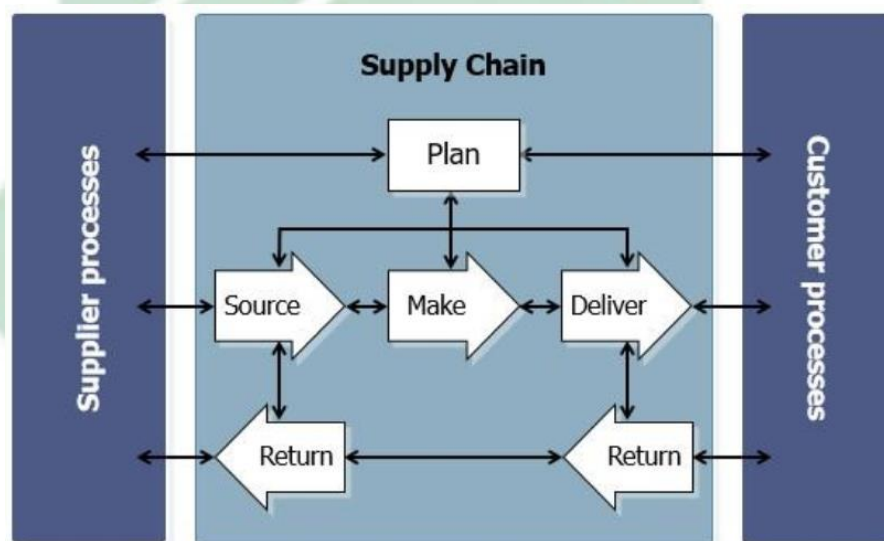 Supply Chain
Plan
Supplier processes
Source
Make
Deliver
Customer processes
Return
Return